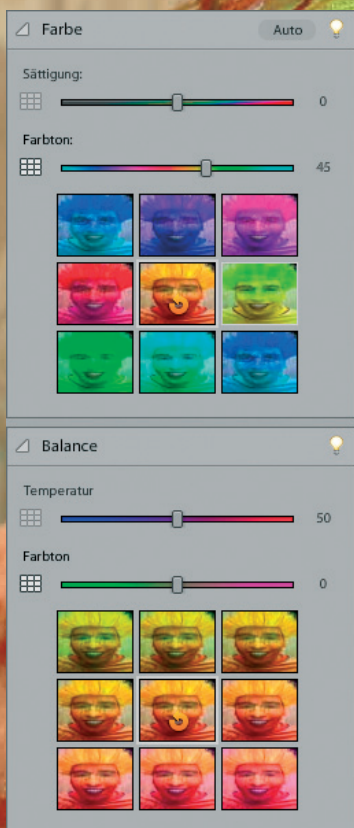 Farbe
Auto
Sättigung:
0
Farbton:
45
Balance
Temperatur
50
Farbton
0